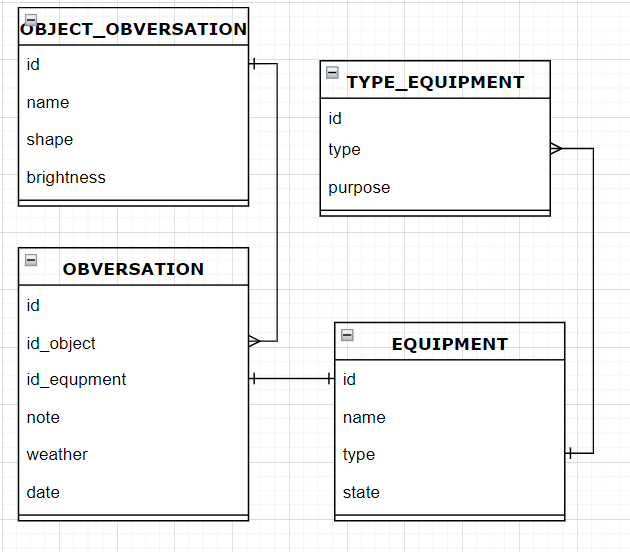 OBJECT_OBVERSATION
id
name
shape
brightness
TYPE_EQUIPMENT
id
type
purpose
OBVERSATION
id
id_object
id_equpment
note
weather
date
EQUIPMENT
id
name
type
state